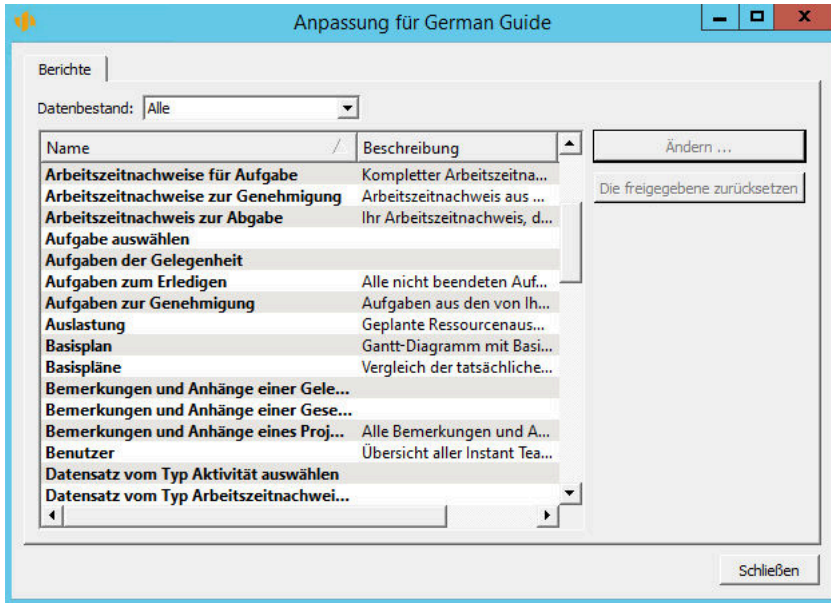 Anpassung für German Guide
Berichte
Datenbestand: Alle
Name Beschreibung
Ändern ...
Arbeitszeitnachweise für Aufgabe Kompletter Arbeitszeitna...
Die freigegebene zurücksetzen
Arbeitszeitnachweise zur Genehmigung Arbeitszeitnachweis aus ...
Arbeitszeitnachweis zur Abgabe Ihr Arbeitszeitnachweis, d...
Aufgabe auswählen
Aufgaben der Gelegenheit
Aufgaben zum Erledigen Alle nicht beendeten Auf...
Aufgaben zur Genehmigung Aufgaben aus den von Ih...
Auslastung Geplante Ressourcenaus...
Basisplan Gantt-Diagramm mit Basi...
Basispläne Vergleich der tatsächliche...
Bemerkungen und Anhänge einer Gele...
Bemerkungen und Anhänge einer Gese...
Bemerkungen und Anhänge eines Proj... Alle Bemerkungen und A...
Benutzer Übersicht aller Instant Tea...
Datensatz vom Typ Aktivität auswählen
Datensatz vom Typ Arbeitszeitnachwei...
Schließen